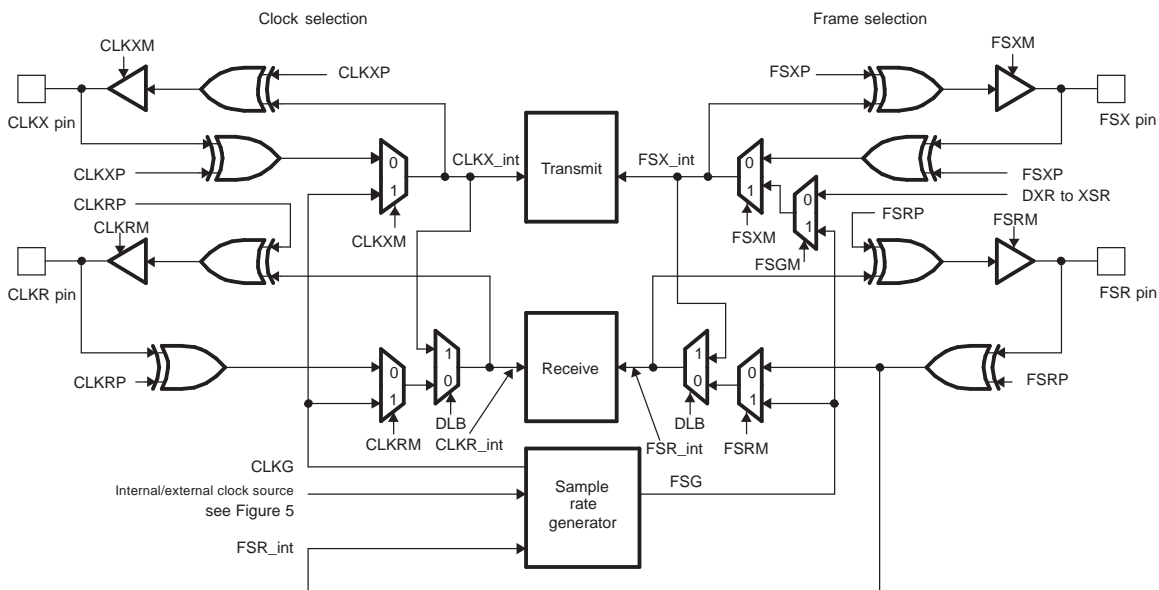 Clock selection
Frame selection
CLKXM
FSXM
CLKXP
FSXP
CLKX pin
FSX pin
CLKX_int
Transmit
FSX_int
0
1
0
1
CLKXP
FSXP
DXR to XSR
0
1
CLKRP
FSRP
CLKRM
CLKXM
FSXM
FSRM
FSGM
CLKR pin
FSR pin
1
0
Receive
1
0
0
1
0
1
CLKRP
FSRP
DLB
DLB
CLKRM
CLKR_int
FSR_int
FSRM
CLKG
FSG
Internal/external clock source
see Figure 5
Sample
rate
generator
FSR_int